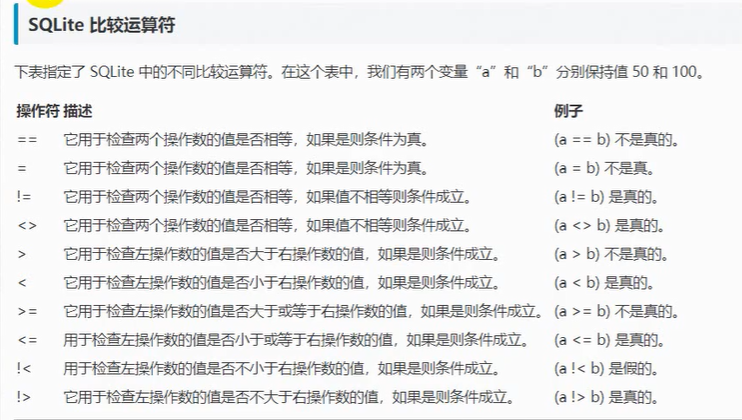 SQLite 比较运算符
下表指定了 SQLite 中的不同比较运算符。在这个表中，我们有两个变量“a”和“b”分别保持值 50 和 100。
操作符 描述 例子
== 它用于检查两个操作数的值是否相等，如果是则条件为真。 (a == b) 不是真的。
= 它用于检查两个操作数的值是否相等，如果是则条件为真。 (a = b) 不是真。
!= 它用于检查两个操作数的值是否相等，如果值不相等则条件成立。 (a != b) 是真的。
<> 它用于检查两个操作数的值是否相等，如果值不相等则条件成立。 (a <> b) 是真的。
> 它用于检查左操作数的值是否大于右操作数的值，如果是则条件成立。 (a > b) 不是真的。
< 它用于检查左操作数的值是否小于右操作数的值，如果是则条件成立。 (a < b) 是真的。
>= 它用于检查左操作数的值是否大于或等于右操作数的值，如果是则条件成立。 (a >= b) 不是真的。
<= 用于检查左操作数的值是否小于或等于右操作数的值，如果是则条件成立。 (a <= b) 是真的。
!< 用于检查左操作数的值是否不小于右操作数的值，如果是则条件成立。 (a !< b) 是假的。
!> 它用于检查左操作数的值是否不大于右操作数的值，如果是则条件成立。 (a !> b) 是真的。